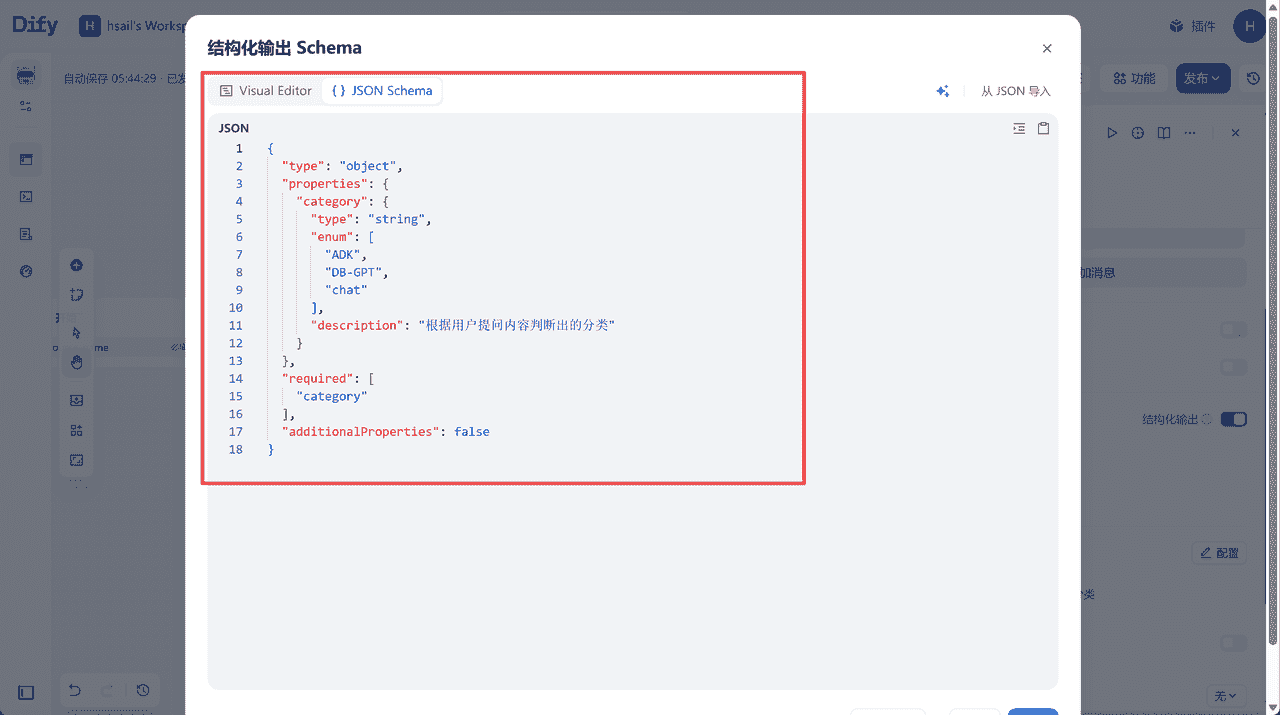 Dify
H hsail's Works
插件
H
自动保存 05:44:29 · 已发
功能
发布
结构化输出 Schema
Visual Editor
{ } JSON Schema
从 JSON 导入
JSON
1 {
2 "type": "object",
3 "properties": {
4 "category": {
5 "type": "string",
6 "enum": [
7 "ADK",
8 "DB-GPT",
9 "chat"
10 ],
11 "description": "根据用户提问内容判断出的分类"
12 }
13 },
14 "required": [
15 "category"
16 ],
17 "additionalProperties": false
18 }
加消息
me
结构化输出
配置
类
无